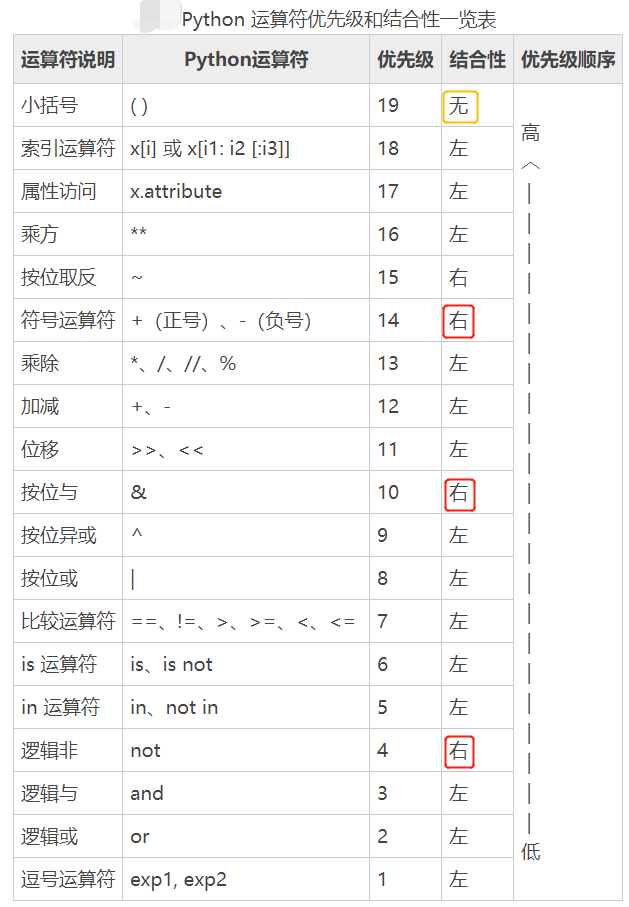 Python 运算符优先级和结合性一览表
运算符说明 Python运算符 优先级 结合性 优先级顺序
小括号 ( ) 19 无
高
索引运算符 x[i] 或 x[i1: i2 [:i3]] 18 左
︿
属性访问 x.attribute 17 左
乘方 ** 16 左
按位取反 ~ 15 右
符号运算符 +（正号）、-（负号） 14 右
乘除 *、/、//、% 13 左
加减 +、- 12 左
位移 >>、<< 11 左
按位与 & 10 右
按位异或 ^ 9 左
按位或 | 8 左
比较运算符 ==、!=、>、>=、<、<= 7 左
is 运算符 is、is not 6 左
in 运算符 in、not in 5 左
逻辑非 not 4 右
逻辑与 and 3 左
逻辑或 or 2 左
低
逗号运算符 exp1, exp2 1 左